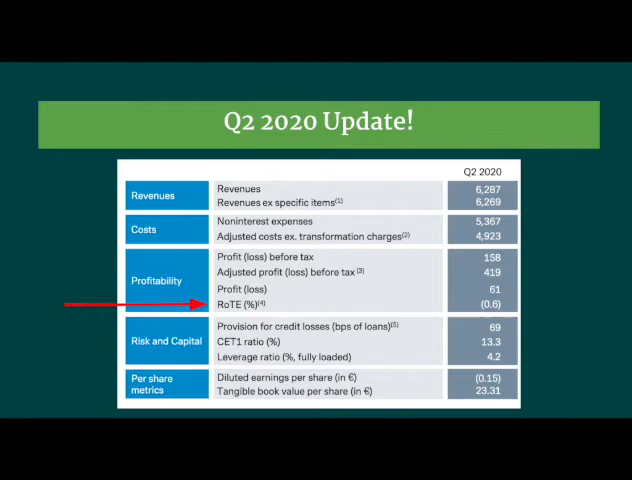 Q2 2020 Update!
Q2 2020
Revenues
Revenues 6,287
Revenues ex specific items(1) 6,269
Costs
Noninterest expenses 5,367
Adjusted costs ex. transformation charges(2) 4,923
Profitability
Profit (loss) before tax 158
Adjusted profit (loss) before tax (3) 419
Profit (loss) 61
RoTE (%)(4) (0.6)
Risk and Capital
Provision for credit losses (bps of loans)(5) 69
CET1 ratio (%) 13.3
Leverage ratio (%, fully loaded) 4.2
Per share
metrics
Diluted earnings per share (in €) (0.15)
Tangible book value per share (in €) 23.31